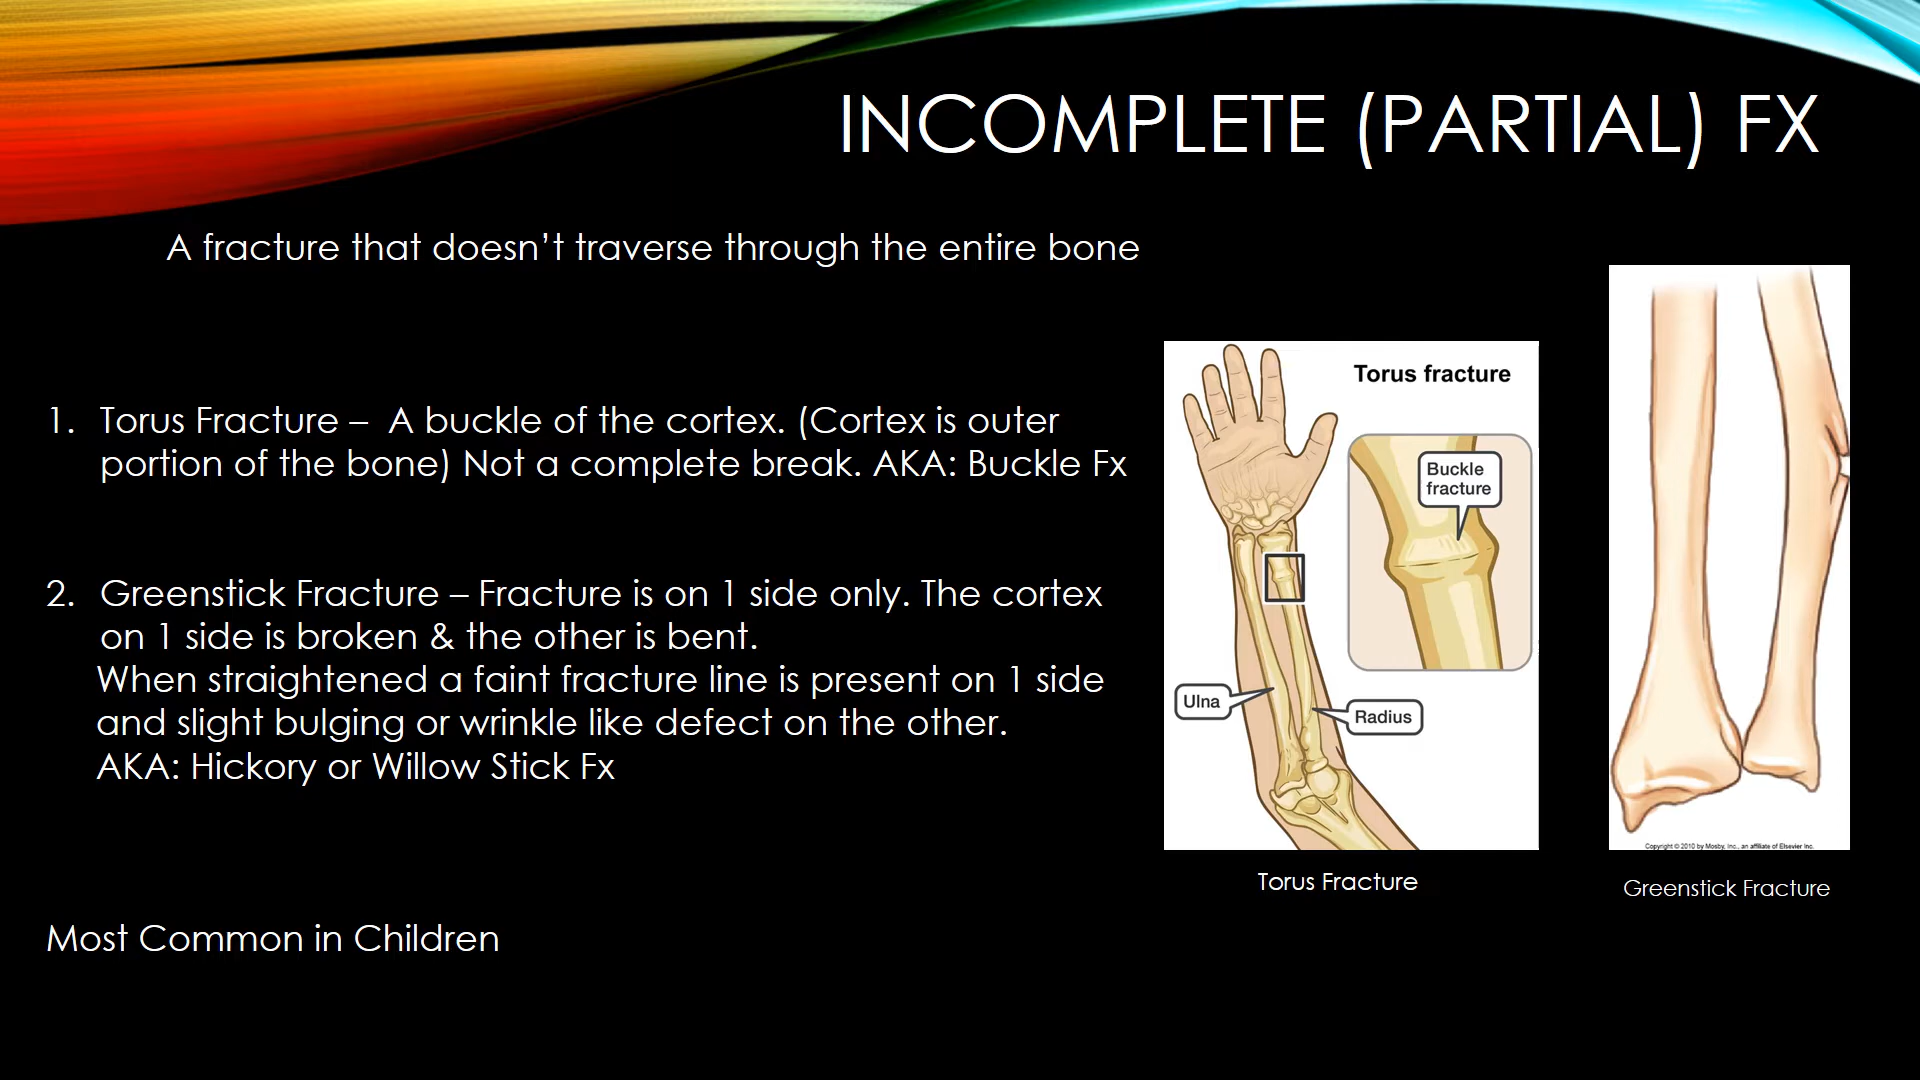 INCOMPLETE (PARTIAL) FX
A fracture that doesn’t traverse through the entire bone
1. Torus Fracture – A buckle of the cortex. (Cortex is outer
portion of the bone) Not a complete break. AKA: Buckle Fx
2. Greenstick Fracture – Fracture is on 1 side only. The cortex
on 1 side is broken & the other is bent.
When straightened a faint fracture line is present on 1 side
and slight bulging or wrinkle like defect on the other.
AKA: Hickory or Willow Stick Fx
Most Common in Children
Torus fracture
Buckle
fracture
Ulna
Radius
Torus Fracture
Copyright © 2010 by Mosby, Inc., an affiliate of Elsevier Inc.
Greenstick Fracture